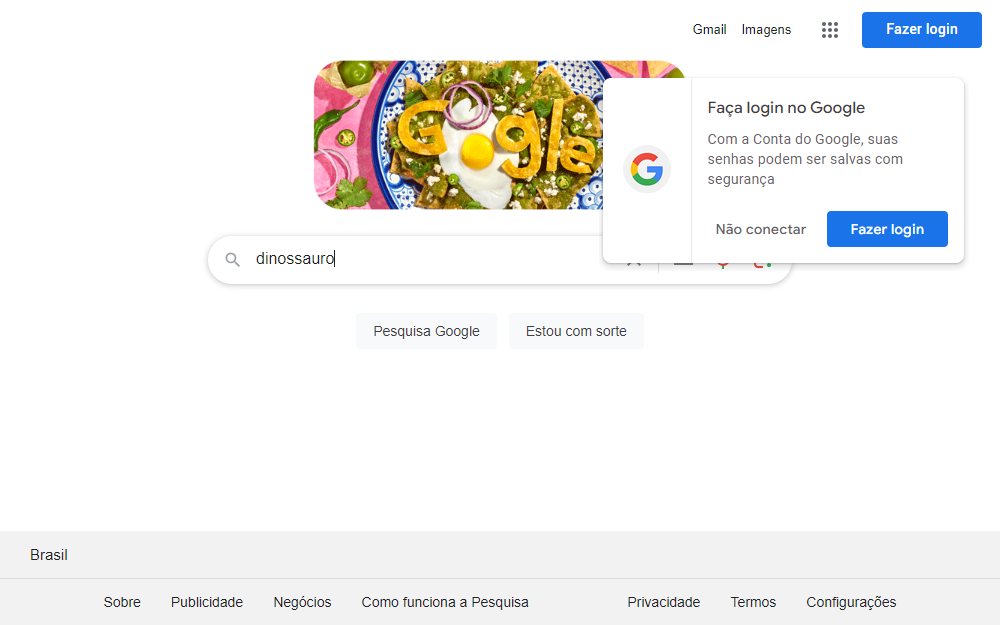 Gmail Imagens Fazer login
Google
Faça login no Google
Com a Conta do Google, suas
senhas podem ser salvas com
segurança
Não conectar Fazer login
dinossauro
Pesquisa Google Estou com sorte
Brasil
Sobre Publicidade Negócios Como funciona a Pesquisa Privacidade Termos Configurações